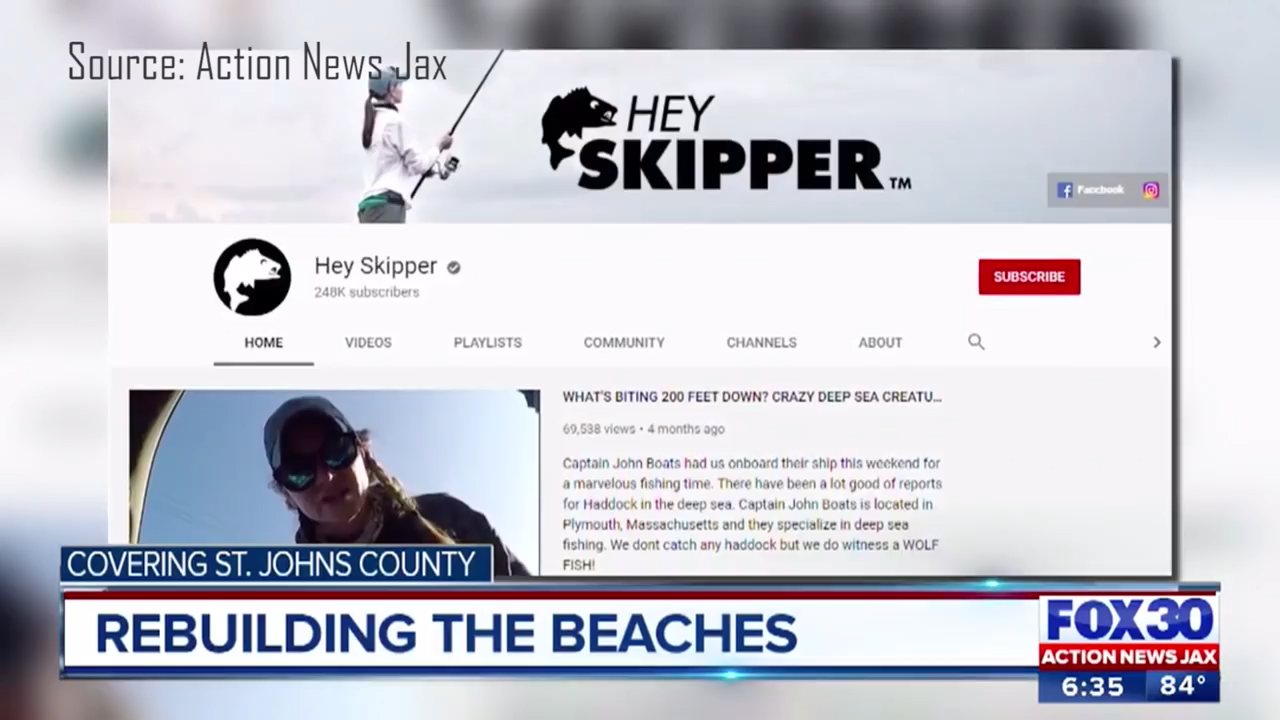 Source: Action News Jax
HEY
SKIPPER™
Facebook
Hey Skipper
248K subscribers
SUBSCRIBE
HOME VIDEOS PLAYLISTS COMMUNITY CHANNELS ABOUT
WHAT'S BITING 200 FEET DOWN? CRAZY DEEP SEA CREATU...
69,538 views • 4 months ago
Captain John Boats had us onboard their ship this weekend for
a marvelous fishing time. There have been a lot good of reports
for Haddock in the deep sea. Captain John Boats is located in
Plymouth, Massachusetts and they specialize in deep sea
fishing. We dont catch any haddock but we do witness a WOLF
FISH!
COVERING ST. JOHNS COUNTY
REBUILDING THE BEACHES
FOX30
ACTION NEWS JAX
6:35 84°